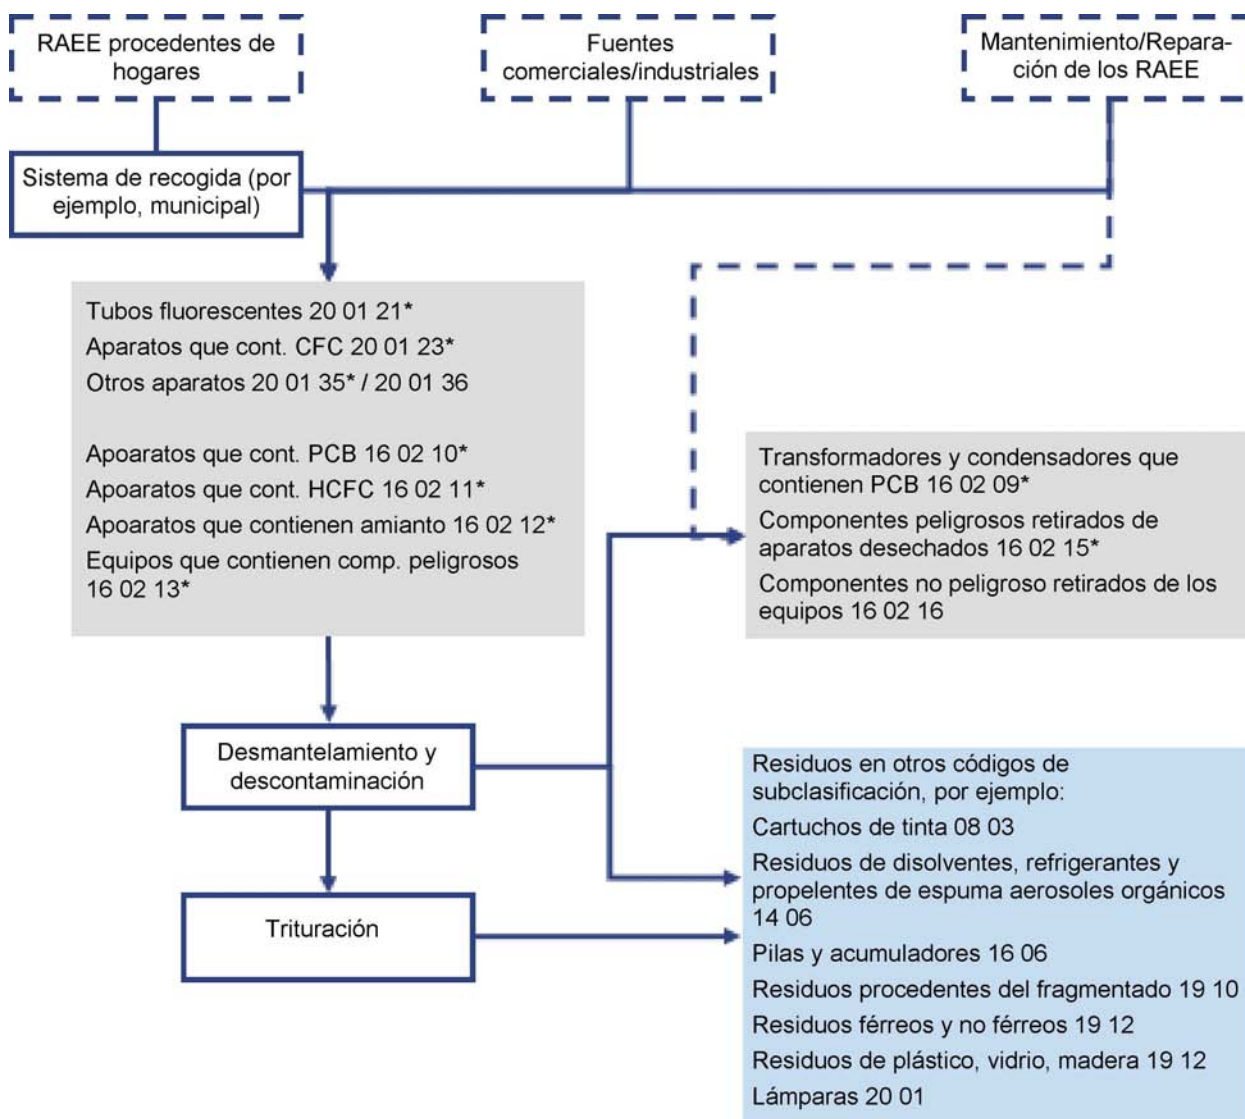 RAEE procedentes de
hogares
Fuentes
comerciales/industriales
Mantenimiento/Repara-
ción de los RAEE
Sistema de recogida (por
ejemplo, municipal)
Tubos fluorescentes 20 01 21*
Aparatos que cont. CFC 20 01 23*
Otros aparatos 20 01 35* / 20 01 36
Apoaratos que cont. PCB 16 02 10*
Apoaratos que cont. HCFC 16 02 11*
Apoaratos que contienen amianto 16 02 12*
Equipos que contienen comp. peligrosos
16 02 13*
Transformadores y condensadores que
contienen PCB 16 02 09*
Componentes peligrosos retirados de
aparatos desechados 16 02 15*
Componentes no peligroso retirados de los
equipos 16 02 16
Desmantelamiento y
descontaminación
Trituración
Residuos en otros códigos de
subclasificación, por ejemplo:
Cartuchos de tinta 08 03
Residuos de disolventes, refrigerantes y
propelentes de espuma aerosoles orgánicos
14 06
Pilas y acumuladores 16 06
Residuos procedentes del fragmentado 19 10
Residuos férreos y no férreos 19 12
Residuos de plástico, vidrio, madera 19 12
Lámparas 20 01